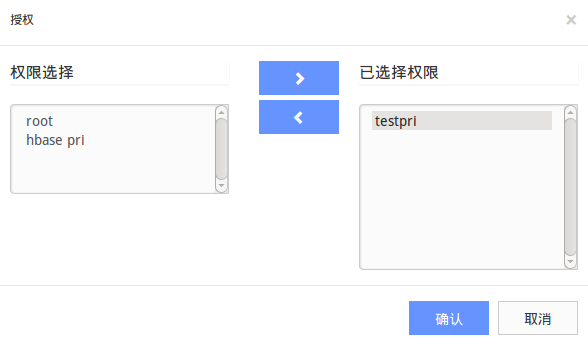 授权
权限选择
已选择权限
root
hbase pri
testpri
确认
取消